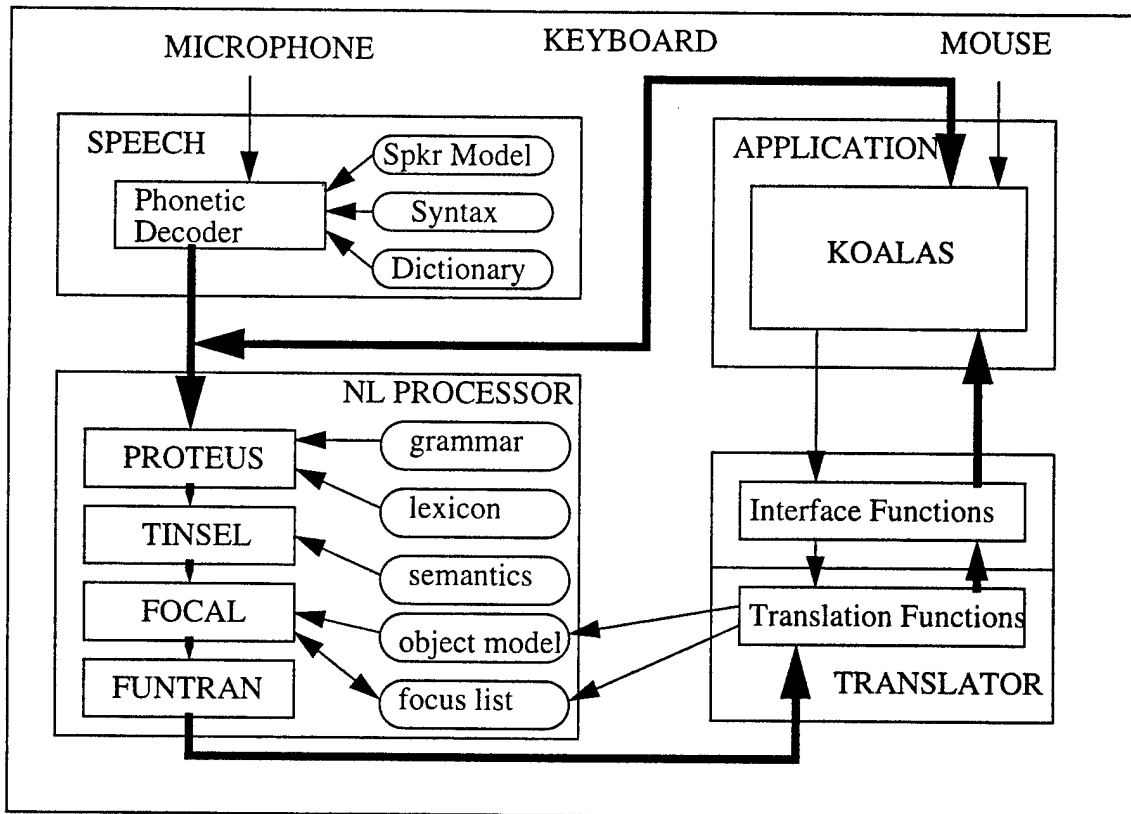 MICROPHONE
KEYBOARD
MOUSE
SPEECH
Spkr Model
Phonetic
Decoder
Syntax
Dictionary
APPLICATION
KOALAS
NL PROCESSOR
PROTEUS
grammar
lexicon
TINSEL
semantics
FOCAL
object model
FUNTRAN
focus list
Interface Functions
Translation Functions
TRANSLATOR